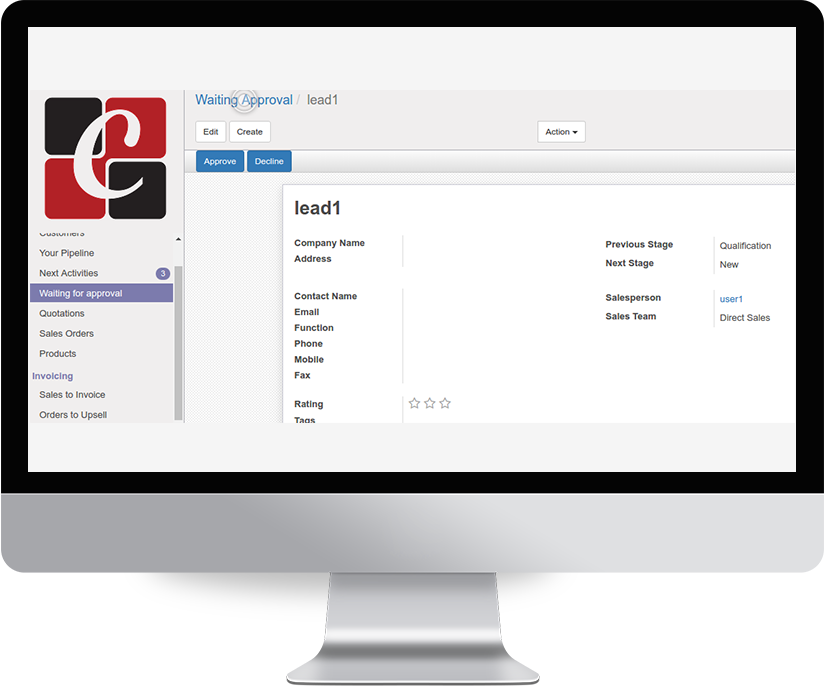 Waiting Approval / lead1
Edit Create Action
Approve Decline
C
Customers
Your Pipeline
Next Activities 3
Waiting for approval
Quotations
Sales Orders
Products
Invoicing
Sales to Invoice
Orders to Upsell
lead1
Company Name
Address
Previous Stage Qualification
Next Stage New
Contact Name
Email
Function
Phone
Mobile
Fax
Salesperson user1
Sales Team Direct Sales
Rating
Tags